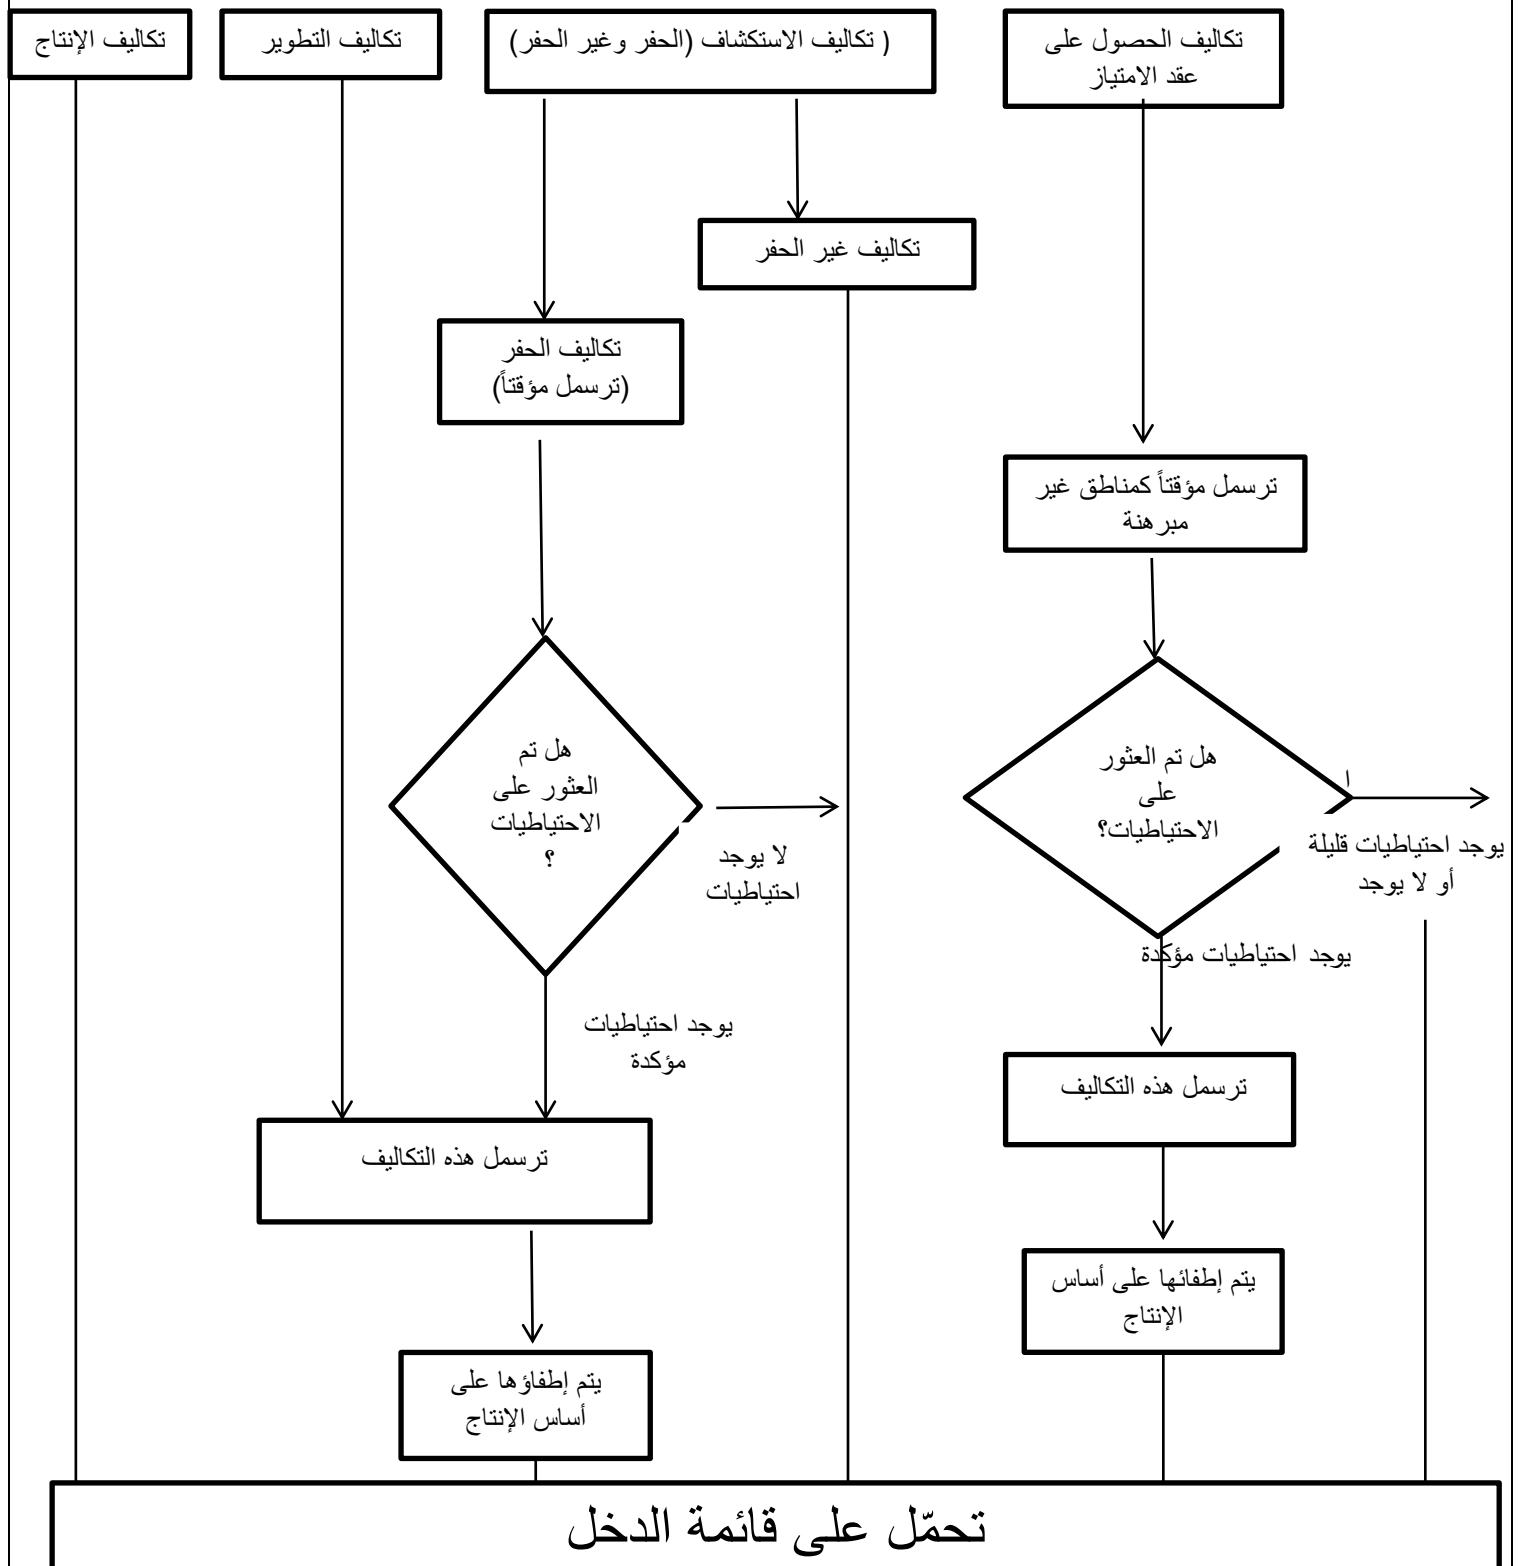 تكاليف الحصول على
عقد الامتياز
( تكاليف الاستكشاف (الحفر وغير الحفر)
تكاليف التطوير
تكاليف الإنتاج
تكاليف غير الحفر
تكاليف الحفر
(ترسمل مؤقتاً)
ترسمل مؤقتاً كمناطق غير
مبرهنة
هل تم العثور
على
الاحتياطيات؟
ا
يوجد احتياطيات قليلة
أو لا يوجد
هل تم
العثور على
الاحتياطيات
؟
لا يوجد
احتياطيات
يوجد احتياطيات مؤكدة
يوجد احتياطيات
مؤكدة
ترسمل هذه التكاليف
ترسمل هذه التكاليف
يتم إطفائها على أساس
الإنتاج
يتم إطفاؤها على
أساس الإنتاج
تحمّل على قائمة الدخل